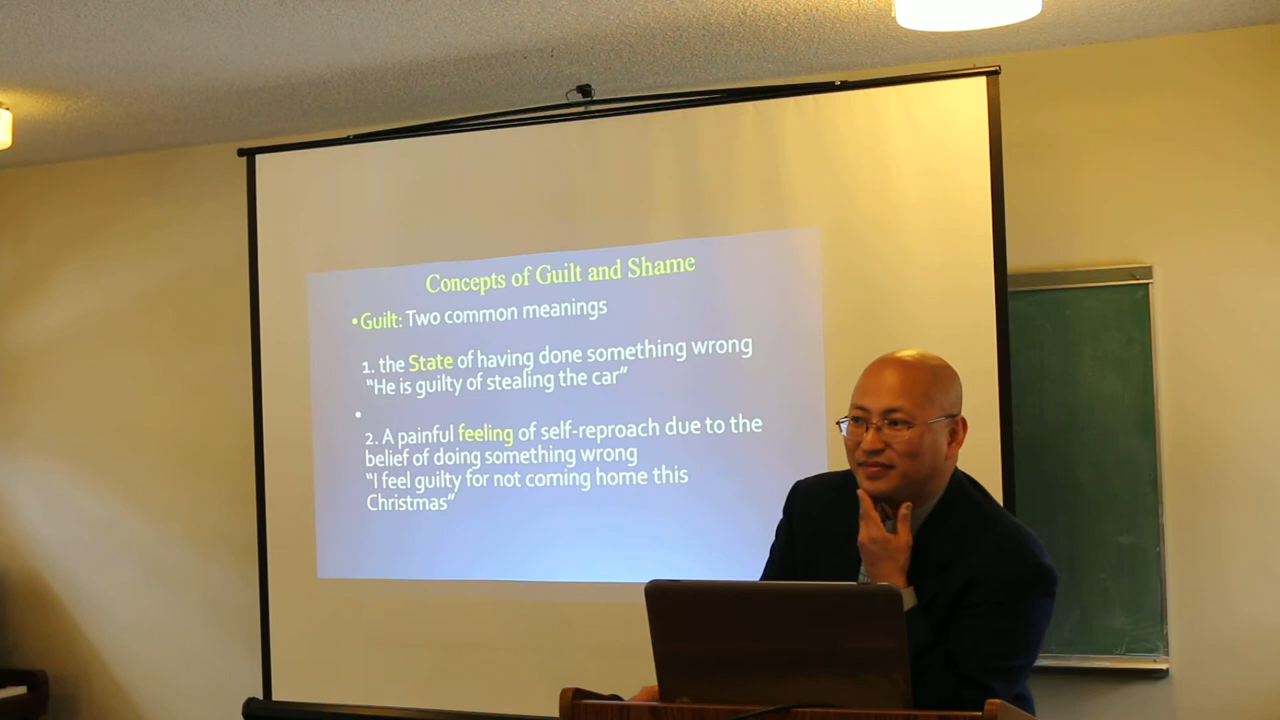 Concepts of Guilt and Shame
•Guilt: Two common meanings
1. the State of having done something wrong
“He is guilty of stealing the car”
•
2. A painful feeling of self-reproach due to the
belief of doing something wrong
“I feel guilty for not coming home this
Christmas”